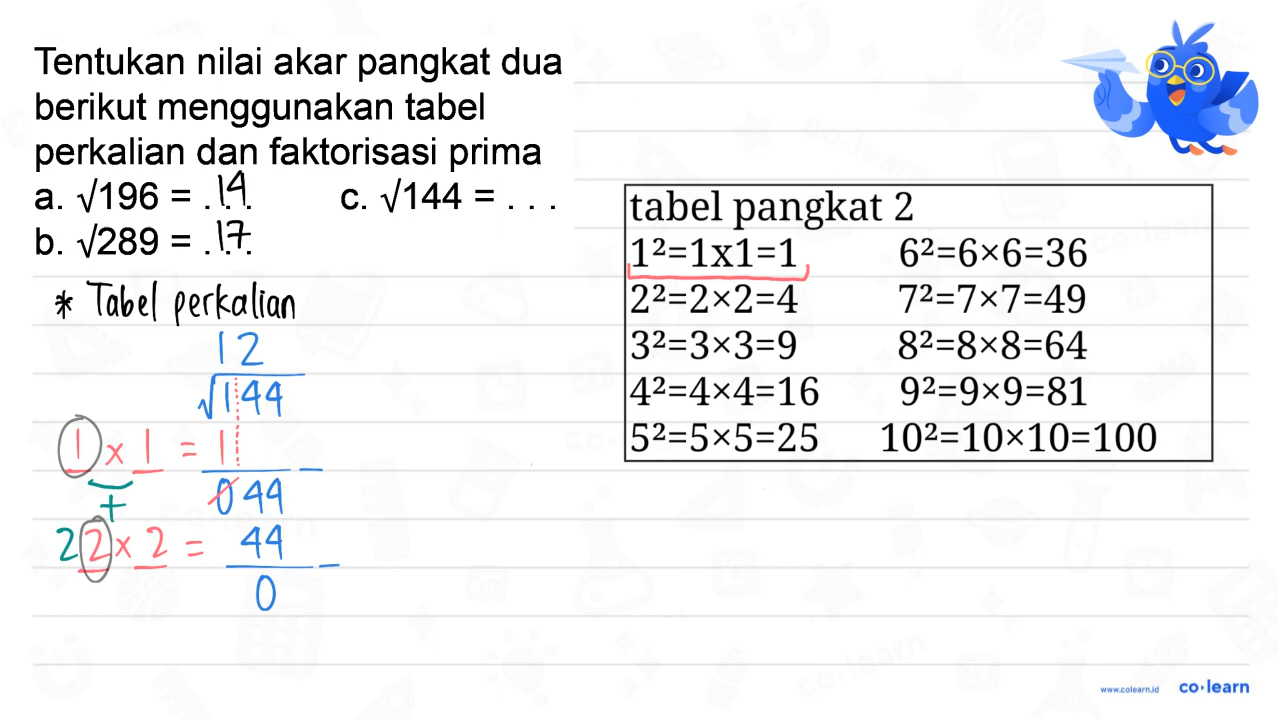 Tentukan nilai akar pangkat dua
berikut menggunakan tabel
perkalian dan faktorisasi prima
a. √196 = . 14 . c. √144 = . . .
b. √289 = . 17 .
* Tabel perkalian
12
√144
1 x 1 = 1 -
+
044
22 x 2 = 44 -
0
tabel pangkat 2
1²=1x1=1 6²=6×6=36
2²=2×2=4 7²=7×7=49
3²=3×3=9 8²=8×8=64
4²=4×4=16 9²=9×9=81
5²=5×5=25 10²=10×10=100
www.colearn.id co·learn